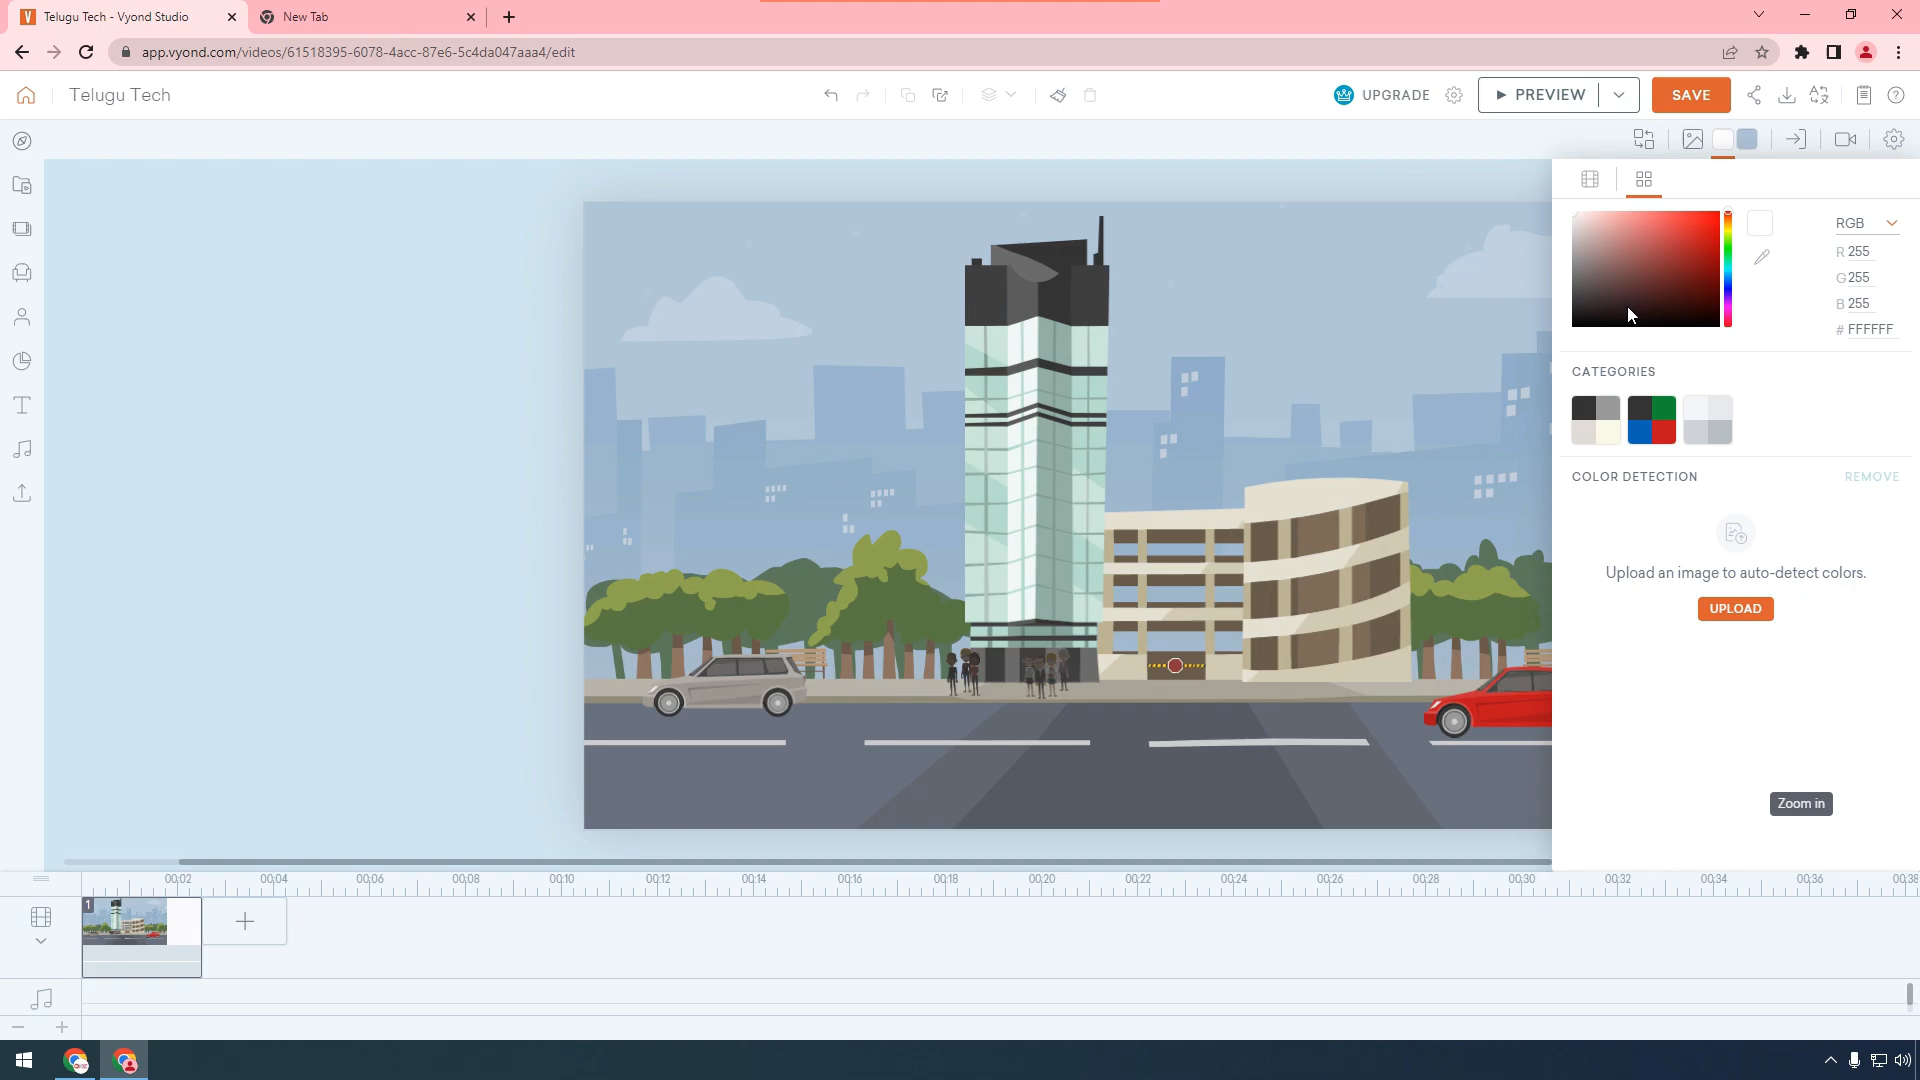 Telugu Tech - Vyond Studio
New Tab
app.vyond.com/videos/61518395-6078-4acc-87e6-5c4da047aaa4/edit
Telugu Tech
UPGRADE
PREVIEW
SAVE
RGB
R 255
G 255
B 255
# FFFFFF
CATEGORIES
COLOR DETECTION
REMOVE
Upload an image to auto-detect colors.
UPLOAD
Zoom in
00:02 00:04 00:06 00:08 00:10 00:12 00:14 00:16 00:18 00:20 00:22 00:24 00:26 00:28 00:30 00:32 00:34 00:36 00:38
1